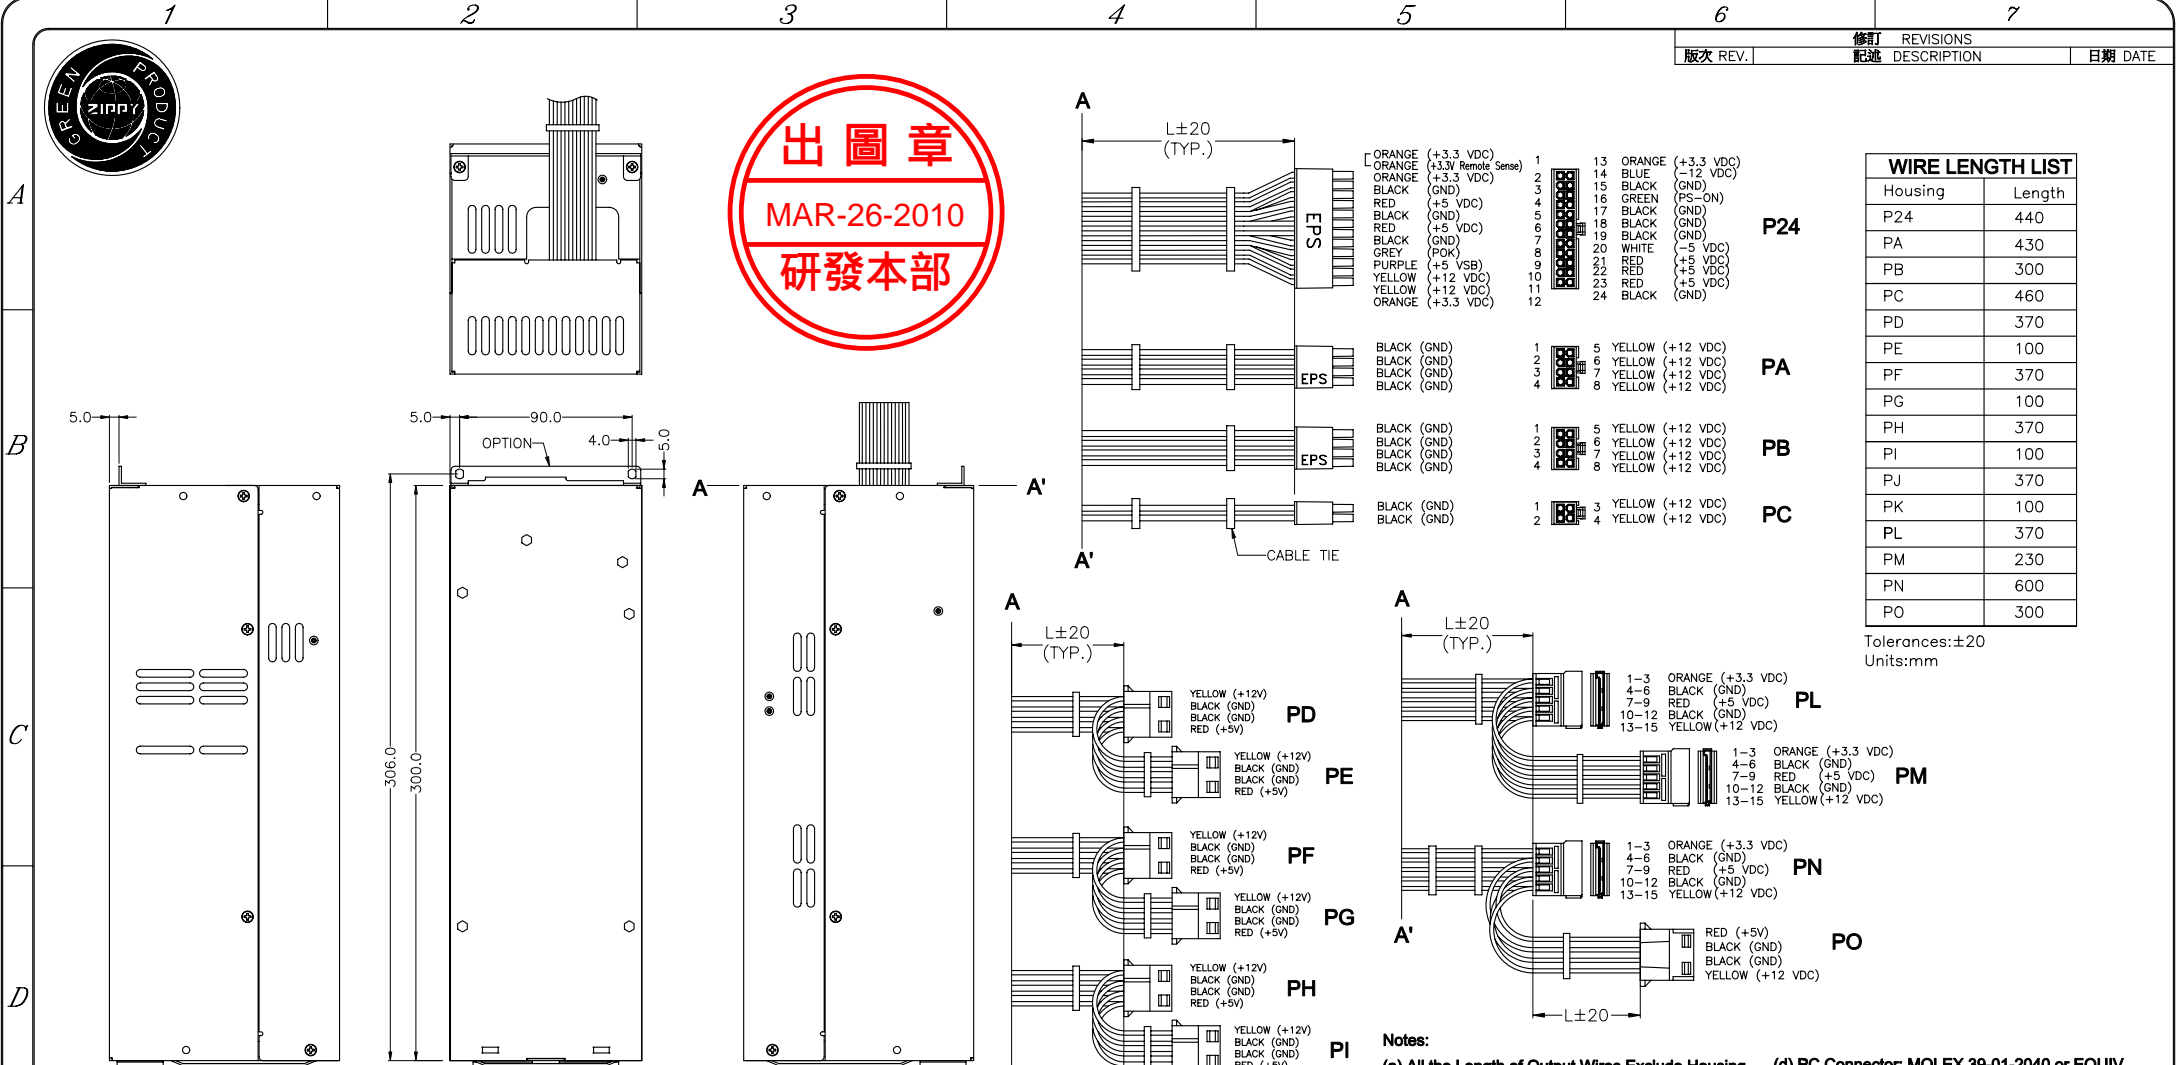 1 2 3 4 5 6 7
A
B
C
D
GREEN PRODUCT
ZIPPY
出圖章
MAR-26-2010
研發本部
修訂 REVISIONS
版次 REV. 記述 DESCRIPTION 日期 DATE
A
L±20
(TYP.)
EPS
ORANGE (+3.3 VDC)
ORANGE (+3.3V Remote Sense) 1
ORANGE (+3.3 VDC) 2
BLACK (GND) 3
RED (+5 VDC) 4
BLACK (GND) 5
RED (+5 VDC) 6
BLACK (GND) 7
GREY (POK) 8
PURPLE (+5 VSB) 9
YELLOW (+12 VDC) 10
YELLOW (+12 VDC) 11
ORANGE (+3.3 VDC) 12
13 ORANGE (+3.3 VDC)
14 BLUE (-12 VDC)
15 BLACK (GND)
16 GREEN (PS-ON)
17 BLACK (GND)
18 BLACK (GND)
19 BLACK (GND)
20 WHITE (-5 VDC)
21 RED (+5 VDC)
22 RED (+5 VDC)
23 RED (+5 VDC)
24 BLACK (GND)
P24
EPS
BLACK (GND) 1 5 YELLOW (+12 VDC)
BLACK (GND) 2 6 YELLOW (+12 VDC)
BLACK (GND) 3 7 YELLOW (+12 VDC)
BLACK (GND) 4 8 YELLOW (+12 VDC)
PA
EPS
BLACK (GND) 1 5 YELLOW (+12 VDC)
BLACK (GND) 2 6 YELLOW (+12 VDC)
BLACK (GND) 3 7 YELLOW (+12 VDC)
BLACK (GND) 4 8 YELLOW (+12 VDC)
PB
BLACK (GND) 1 3 YELLOW (+12 VDC)
BLACK (GND) 2 4 YELLOW (+12 VDC)
PC
CABLE TIE
A'
WIRE LENGTH LIST
Housing Length
P24 440
PA 430
PB 300
PC 460
PD 370
PE 100
PF 370
PG 100
PH 370
PI 100
PJ 370
PK 100
PL 370
PM 230
PN 600
PO 300
Tolerances:±20
Units:mm
5.0
5.0 90.0
OPTION 4.0 5.0
306.0
300.0
A A'
A
L±20
(TYP.)
YELLOW (+12V)
BLACK (GND)
BLACK (GND)
RED (+5V)
PD
YELLOW (+12V)
BLACK (GND)
BLACK (GND)
RED (+5V)
PE
YELLOW (+12V)
BLACK (GND)
BLACK (GND)
RED (+5V)
PF
YELLOW (+12V)
BLACK (GND)
BLACK (GND)
RED (+5V)
PG
YELLOW (+12V)
BLACK (GND)
BLACK (GND)
RED (+5V)
PH
YELLOW (+12V)
BLACK (GND)
BLACK (GND)
RED (+5V)
PI
A
L±20
(TYP.)
1-3 ORANGE (+3.3 VDC)
4-6 BLACK (GND)
7-9 RED (+5 VDC)
10-12 BLACK (GND)
13-15 YELLOW (+12 VDC)
PL
1-3 ORANGE (+3.3 VDC)
4-6 BLACK (GND)
7-9 RED (+5 VDC)
10-12 BLACK (GND)
13-15 YELLOW (+12 VDC)
PM
1-3 ORANGE (+3.3 VDC)
4-6 BLACK (GND)
7-9 RED (+5 VDC)
10-12 BLACK (GND)
13-15 YELLOW (+12 VDC)
PN
A'
RED (+5V)
BLACK (GND)
BLACK (GND)
YELLOW (+12 VDC)
PO
L±20
Notes:
(a) All the Length of Output Wires Exclude Housing (d) PC Connector: MOLEX 39-01-2040 or EQUIV